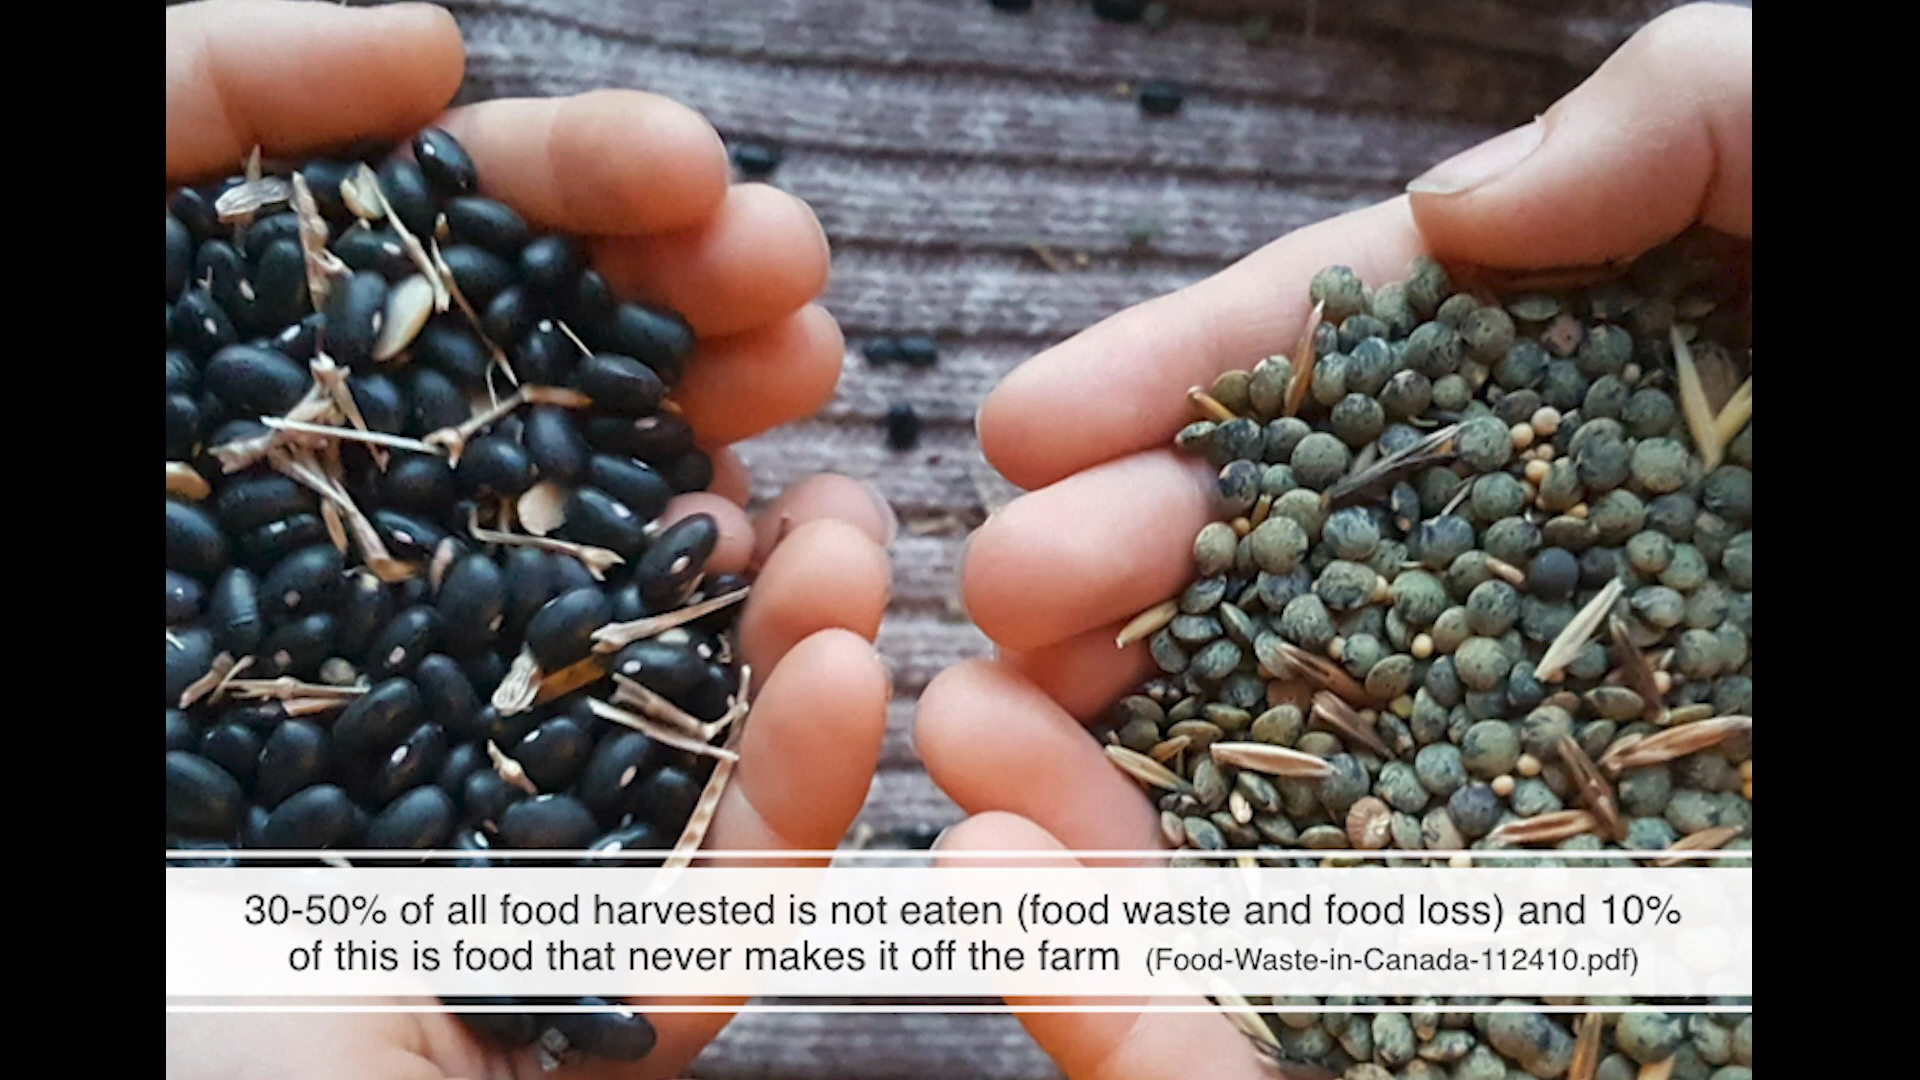 30-50% of all food harvested is not eaten (food waste and food loss) and 10%
of this is food that never makes it off the farm (Food-Waste-in-Canada-112410.pdf)